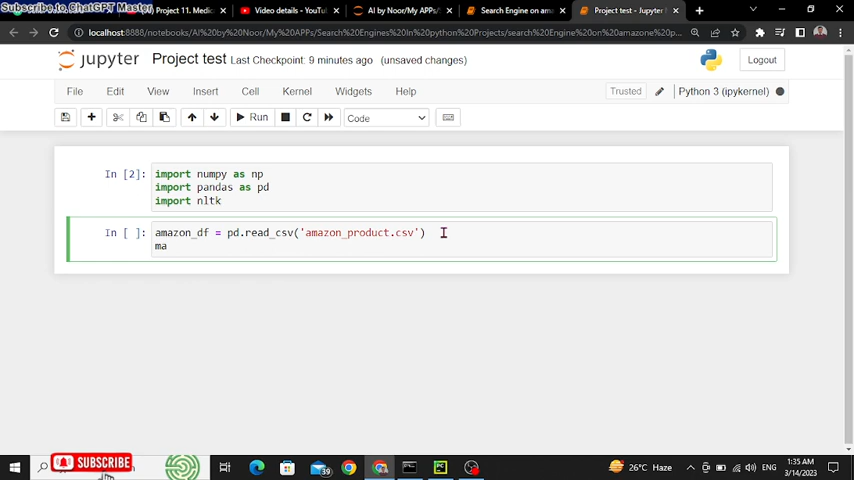 Subscribe to ChatGPT Master
Project 11. Medic
Video details - YouTu
AI by Noor/My APPs/S
Search Engine on ama
Project test - Jupyter
localhost:8888/notebooks/AI%20by%20Noor/My%20APPs/Search%20Engines%20In%20python%20Projects/search%20Engine%20on%20amazone%20p...
jupyter Project test Last Checkpoint: 9 minutes ago (unsaved changes) Logout
File Edit View Insert Cell Kernel Widgets Help Trusted Python 3 (ipykernel)
Run Code
In [2]: import numpy as np
import pandas as pd
import nltk
In [ ]: amazon_df = pd.read_csv('amazon_product.csv')
ma
SUBSCRIBE
39
26°C Haze
ENG
1:35 AM
3/14/2023